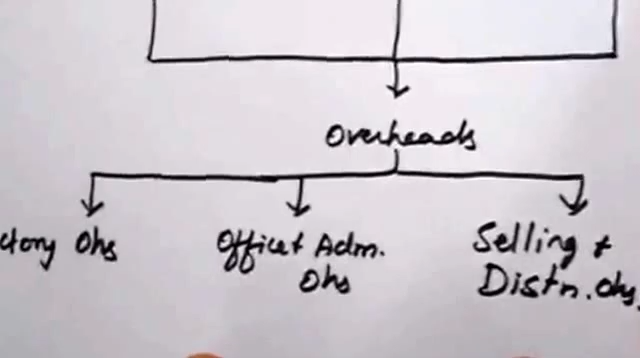 Overheads
ctory Ohs
Office & Adm.
Ohs
Selling &
Distn. Ohs.